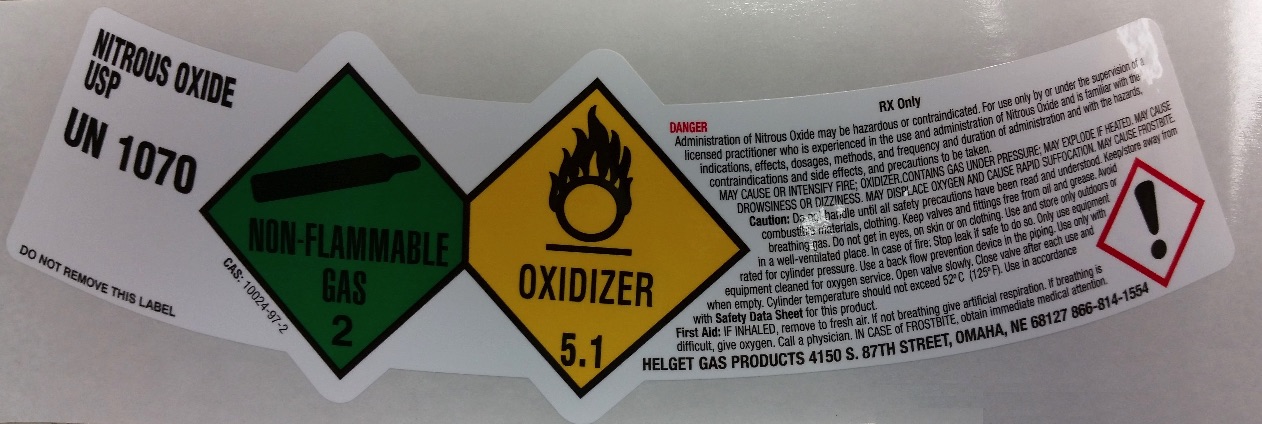 NITROUS OXIDE
USP
UN 1070
DO NOT REMOVE THIS LABEL
CAS: 10024-97-2
NON-FLAMMABLE
GAS
2
OXIDIZER
5.1
RX Only
DANGER
Administration of Nitrous Oxide may be hazardous or contraindicated. For use only by or under the supervision of a
licensed practitioner who is experienced in the use and administration of Nitrous Oxide and is familiar with the
indications, effects, dosages, methods, and frequency and duration of administration and with the hazards,
contraindications and side effects, and precautions to be taken.
MAY CAUSE OR INTENSIFY FIRE; OXIDIZER.CONTAINS GAS UNDER PRESSURE; MAY EXPLODE IF HEATED. MAY CAUSE
DROWSINESS OR DIZZINESS. MAY DISPLACE OXYGEN AND CAUSE RAPID SUFFOCATION. MAY CAUSE FROSTBITE.
Caution: Do not handle until all safety precautions have been read and understood. Keep/store away from
combustible materials, clothing. Keep valves and fittings free from oil and grease. Avoid
breathing gas. Do not get in eyes, on skin or on clothing. Use and store only outdoors or
in a well-ventilated place. In case of fire: Stop leak if safe to do so. Only use equipment
rated for cylinder pressure. Use a back flow prevention device in the piping. Use only with
equipment cleaned for oxygen service. Open valve slowly. Close valve after each use and
when empty. Cylinder temperature should not exceed 52°C (125°F). Use in accordance
with Safety Data Sheet for this product.
First Aid: IF INHALED, remove to fresh air. If not breathing give artificial respiration. If breathing is
difficult, give oxygen. Call a physician. IN CASE of FROSTBITE, obtain immediate medical attention.
HELGET GAS PRODUCTS 4150 S. 87TH STREET, OMAHA, NE 68127 866-814-1554